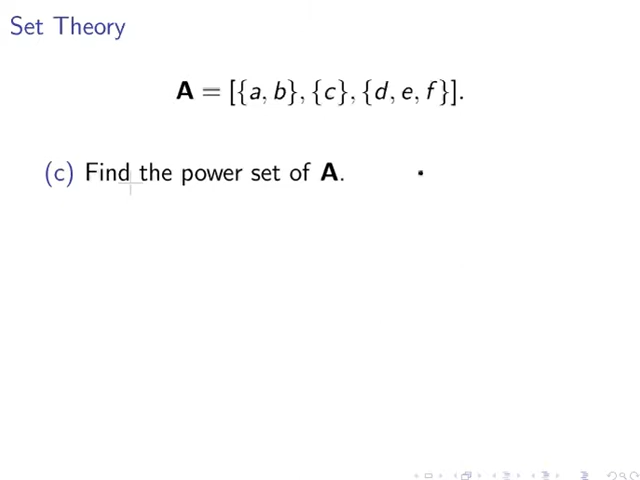 Set Theory
A = [{a, b}, {c}, {d, e, f}].
(c) Find the power set of A.